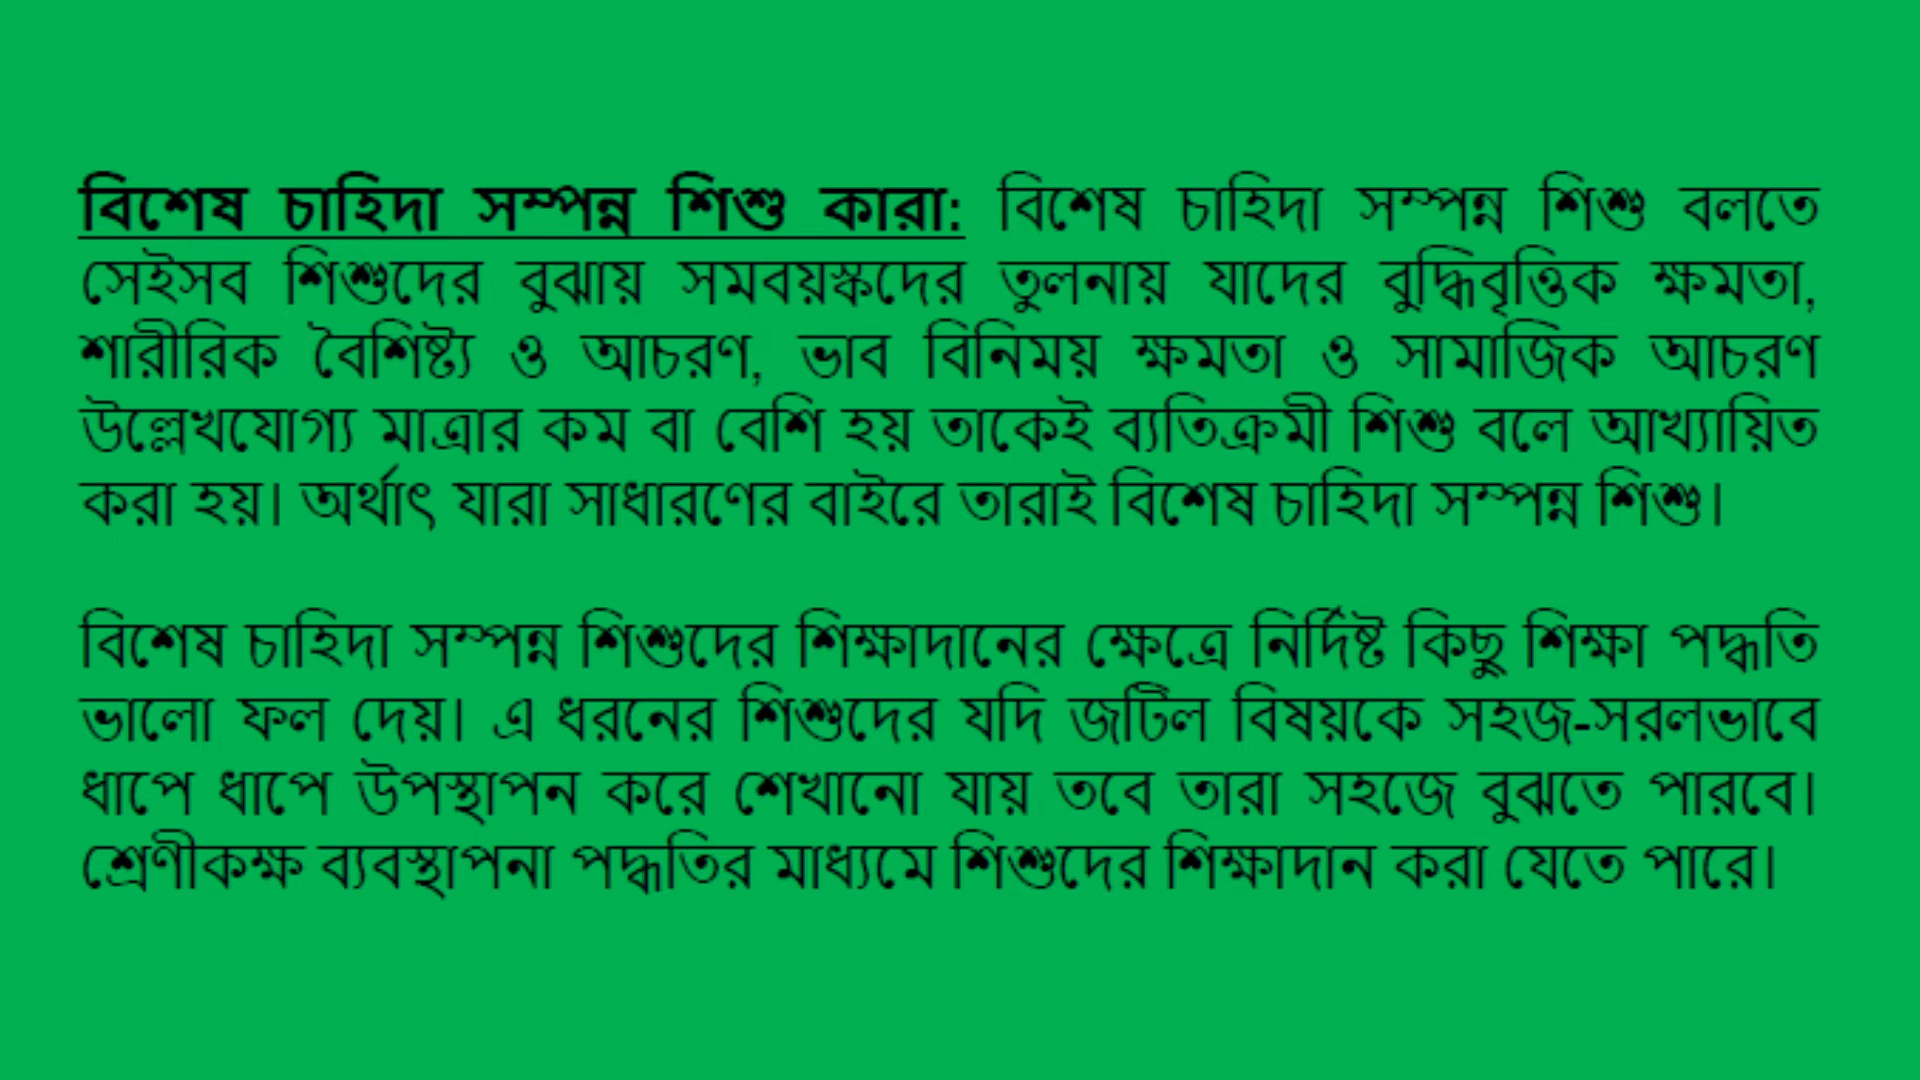 বিশেষ চাহিদা সম্পন্ন শিশু কারা: বিশেষ চাহিদা সম্পন্ন শিশু বলতে
সেইসব শিশুদের বুঝায় সমবয়স্কদের তুলনায় যাদের বুদ্ধিবৃত্তিক ক্ষমতা,
শারীরিক বৈশিষ্ট্য ও আচরণ, ভাব বিনিময় ক্ষমতা ও সামাজিক আচরণ
উল্লেখযোগ্য মাত্রার কম বা বেশি হয় তাকেই ব্যতিক্রমী শিশু বলে আখ্যায়িত
করা হয়। অর্থাৎ যারা সাধারণের বাইরে তারাই বিশেষ চাহিদা সম্পন্ন শিশু।
বিশেষ চাহিদা সম্পন্ন শিশুদের শিক্ষাদানের ক্ষেত্রে নির্দিষ্ট কিছু শিক্ষা পদ্ধতি
ভালো ফল দেয়। এ ধরনের শিশুদের যদি জটিল বিষয়কে সহজ-সরলভাবে
ধাপে ধাপে উপস্থাপন করে শেখানো যায় তবে তারা সহজে বুঝতে পারবে।
শ্রেণীকক্ষ ব্যবস্থাপনা পদ্ধতির মাধ্যমে শিশুদের শিক্ষাদান করা যেতে পারে।